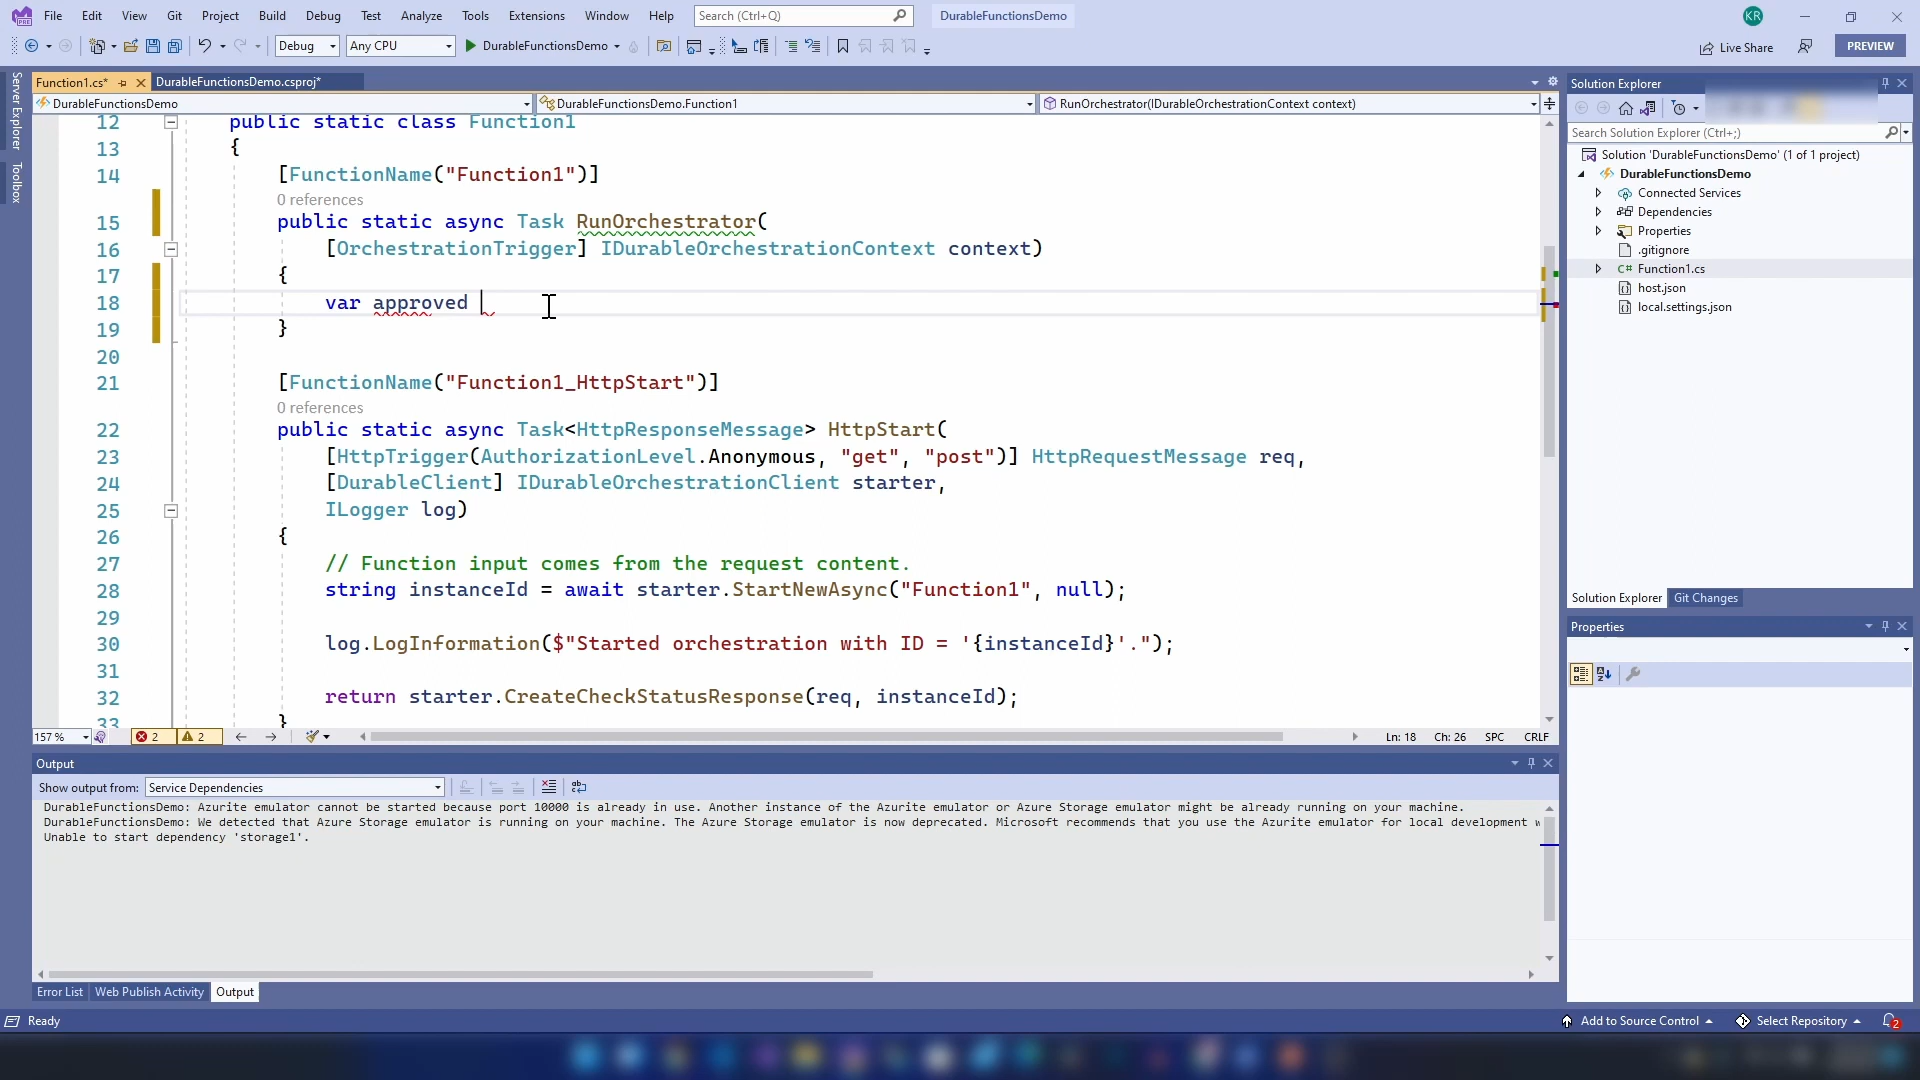 File Edit View Git Project Build Debug Test Analyze Tools Extensions Window Help Search (Ctrl+Q) DurableFunctionsDemo KR
Debug Any CPU DurableFunctionsDemo Live Share PREVIEW
Server Explorer
Toolbox
Function1.cs* DurableFunctionsDemo.csproj*
DurableFunctionsDemo DurableFunctionsDemo.Function1 RunOrchestrator(IDurableOrchestrationContext context)
12 public static class Function1
13 {
14 [FunctionName("Function1")]
0 references
15 public static async Task RunOrchestrator(
16 [OrchestrationTrigger] IDurableOrchestrationContext context)
17 {
18 var approved
19 }
20
21 [FunctionName("Function1_HttpStart")]
0 references
22 public static async Task<HttpResponseMessage> HttpStart(
23 [HttpTrigger(AuthorizationLevel.Anonymous, "get", "post")] HttpRequestMessage req,
24 [DurableClient] IDurableOrchestrationClient starter,
25 ILogger log)
26 {
27 // Function input comes from the request content.
28 string instanceId = await starter.StartNewAsync("Function1", null);
29
30 log.LogInformation($"Started orchestration with ID = '{instanceId}'.");
31
32 return starter.CreateCheckStatusResponse(req, instanceId);
33 }
157 % 2 2 Ln: 18 Ch: 26 SPC CRLF
Output
Show output from: Service Dependencies
DurableFunctionsDemo: Azurite emulator cannot be started because port 10000 is already in use. Another instance of the Azurite emulator or Azure Storage emulator might be already running on your machine.
DurableFunctionsDemo: We detected that Azure Storage emulator is running on your machine. The Azure Storage emulator is now deprecated. Microsoft recommends that you use the Azurite emulator for local development
Unable to start dependency 'storage1'.
Error List Web Publish Activity Output
Solution Explorer
Search Solution Explorer (Ctrl+;)
Solution 'DurableFunctionsDemo' (1 of 1 project)
DurableFunctionsDemo
Connected Services
Dependencies
Properties
.gitignore
C# Function1.cs
host.json
local.settings.json
Solution Explorer Git Changes
Properties
Ready Add to Source Control Select Repository 2